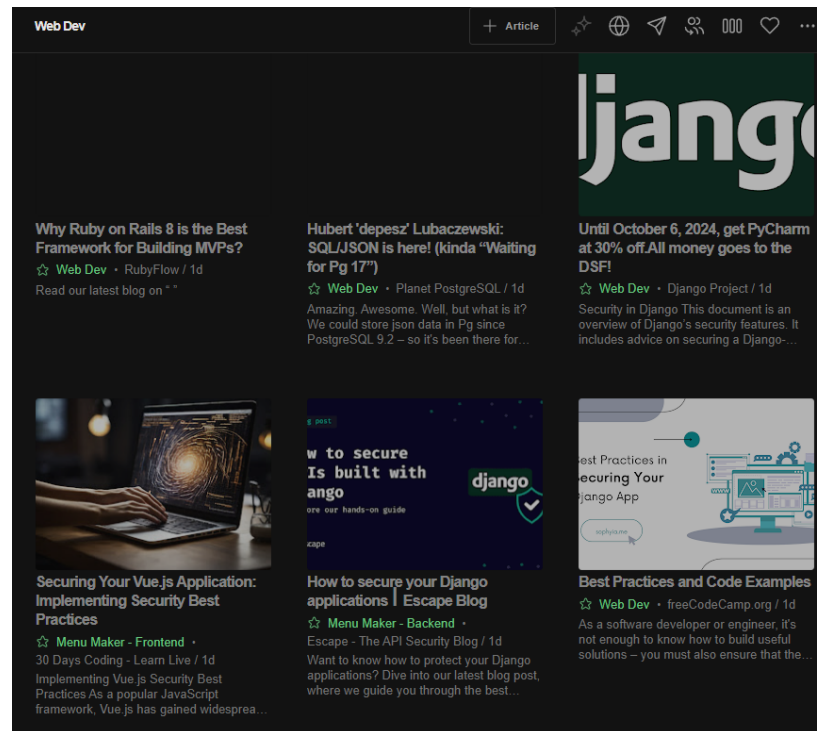 Web Dev
Article
django
Why Ruby on Rails 8 is the Best
Framework for Building MVPs?
Web Dev • RubyFlow / 1d
Read our latest blog on “ ”
Hubert 'depesz' Lubaczewski:
SQL/JSON is here! (kinda “Waiting
for Pg 17”)
Web Dev • Planet PostgreSQL / 1d
Amazing. Awesome. Well, but what is it?
We could store json data in Pg since
PostgreSQL 9.2 – so it's been there for…
Until October 6, 2024, get PyCharm
at 30% off.All money goes to the
DSF!
Web Dev • Django Project / 1d
Security in Django This document is an
overview of Django's security features. It
includes advice on securing a Django-…
Securing Your Vue.js Application:
Implementing Security Best
Practices
Menu Maker - Frontend •
30 Days Coding - Learn Live / 1d
Implementing Vue.js Security Best
Practices As a popular JavaScript
framework, Vue.js has gained widesprea…
g post
w to secure
Is built with
ango
ore our hands-on guide
scape
django
How to secure your Django
applications | Escape Blog
Menu Maker - Backend •
Escape - The API Security Blog / 1d
Want to know how to protect your Django
applications? Dive into our latest blog post,
where we guide you through the best…
est Practices in
ecuring Your
jango App
Best Practices and Code Examples
Web Dev • freeCodeCamp.org / 1d
As a software developer or engineer, it's
not enough to know how to build useful
solutions – you must also ensure that the…